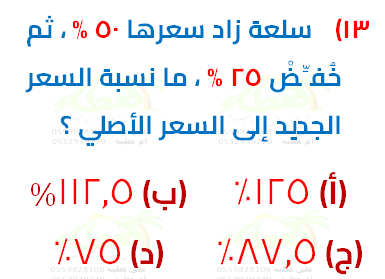 ١٣) سلعة زاد سعرها ٥٠ % ، ثم
خُفِّضْ ٢٥ % ، ما نسبة السعر
الجديد إلى السعر الأصلي ؟
(أ) ١٢٥٪ (ب) ١١٢,٥%
(ج) ٨٧,٥٪ (د) ٧٥٪